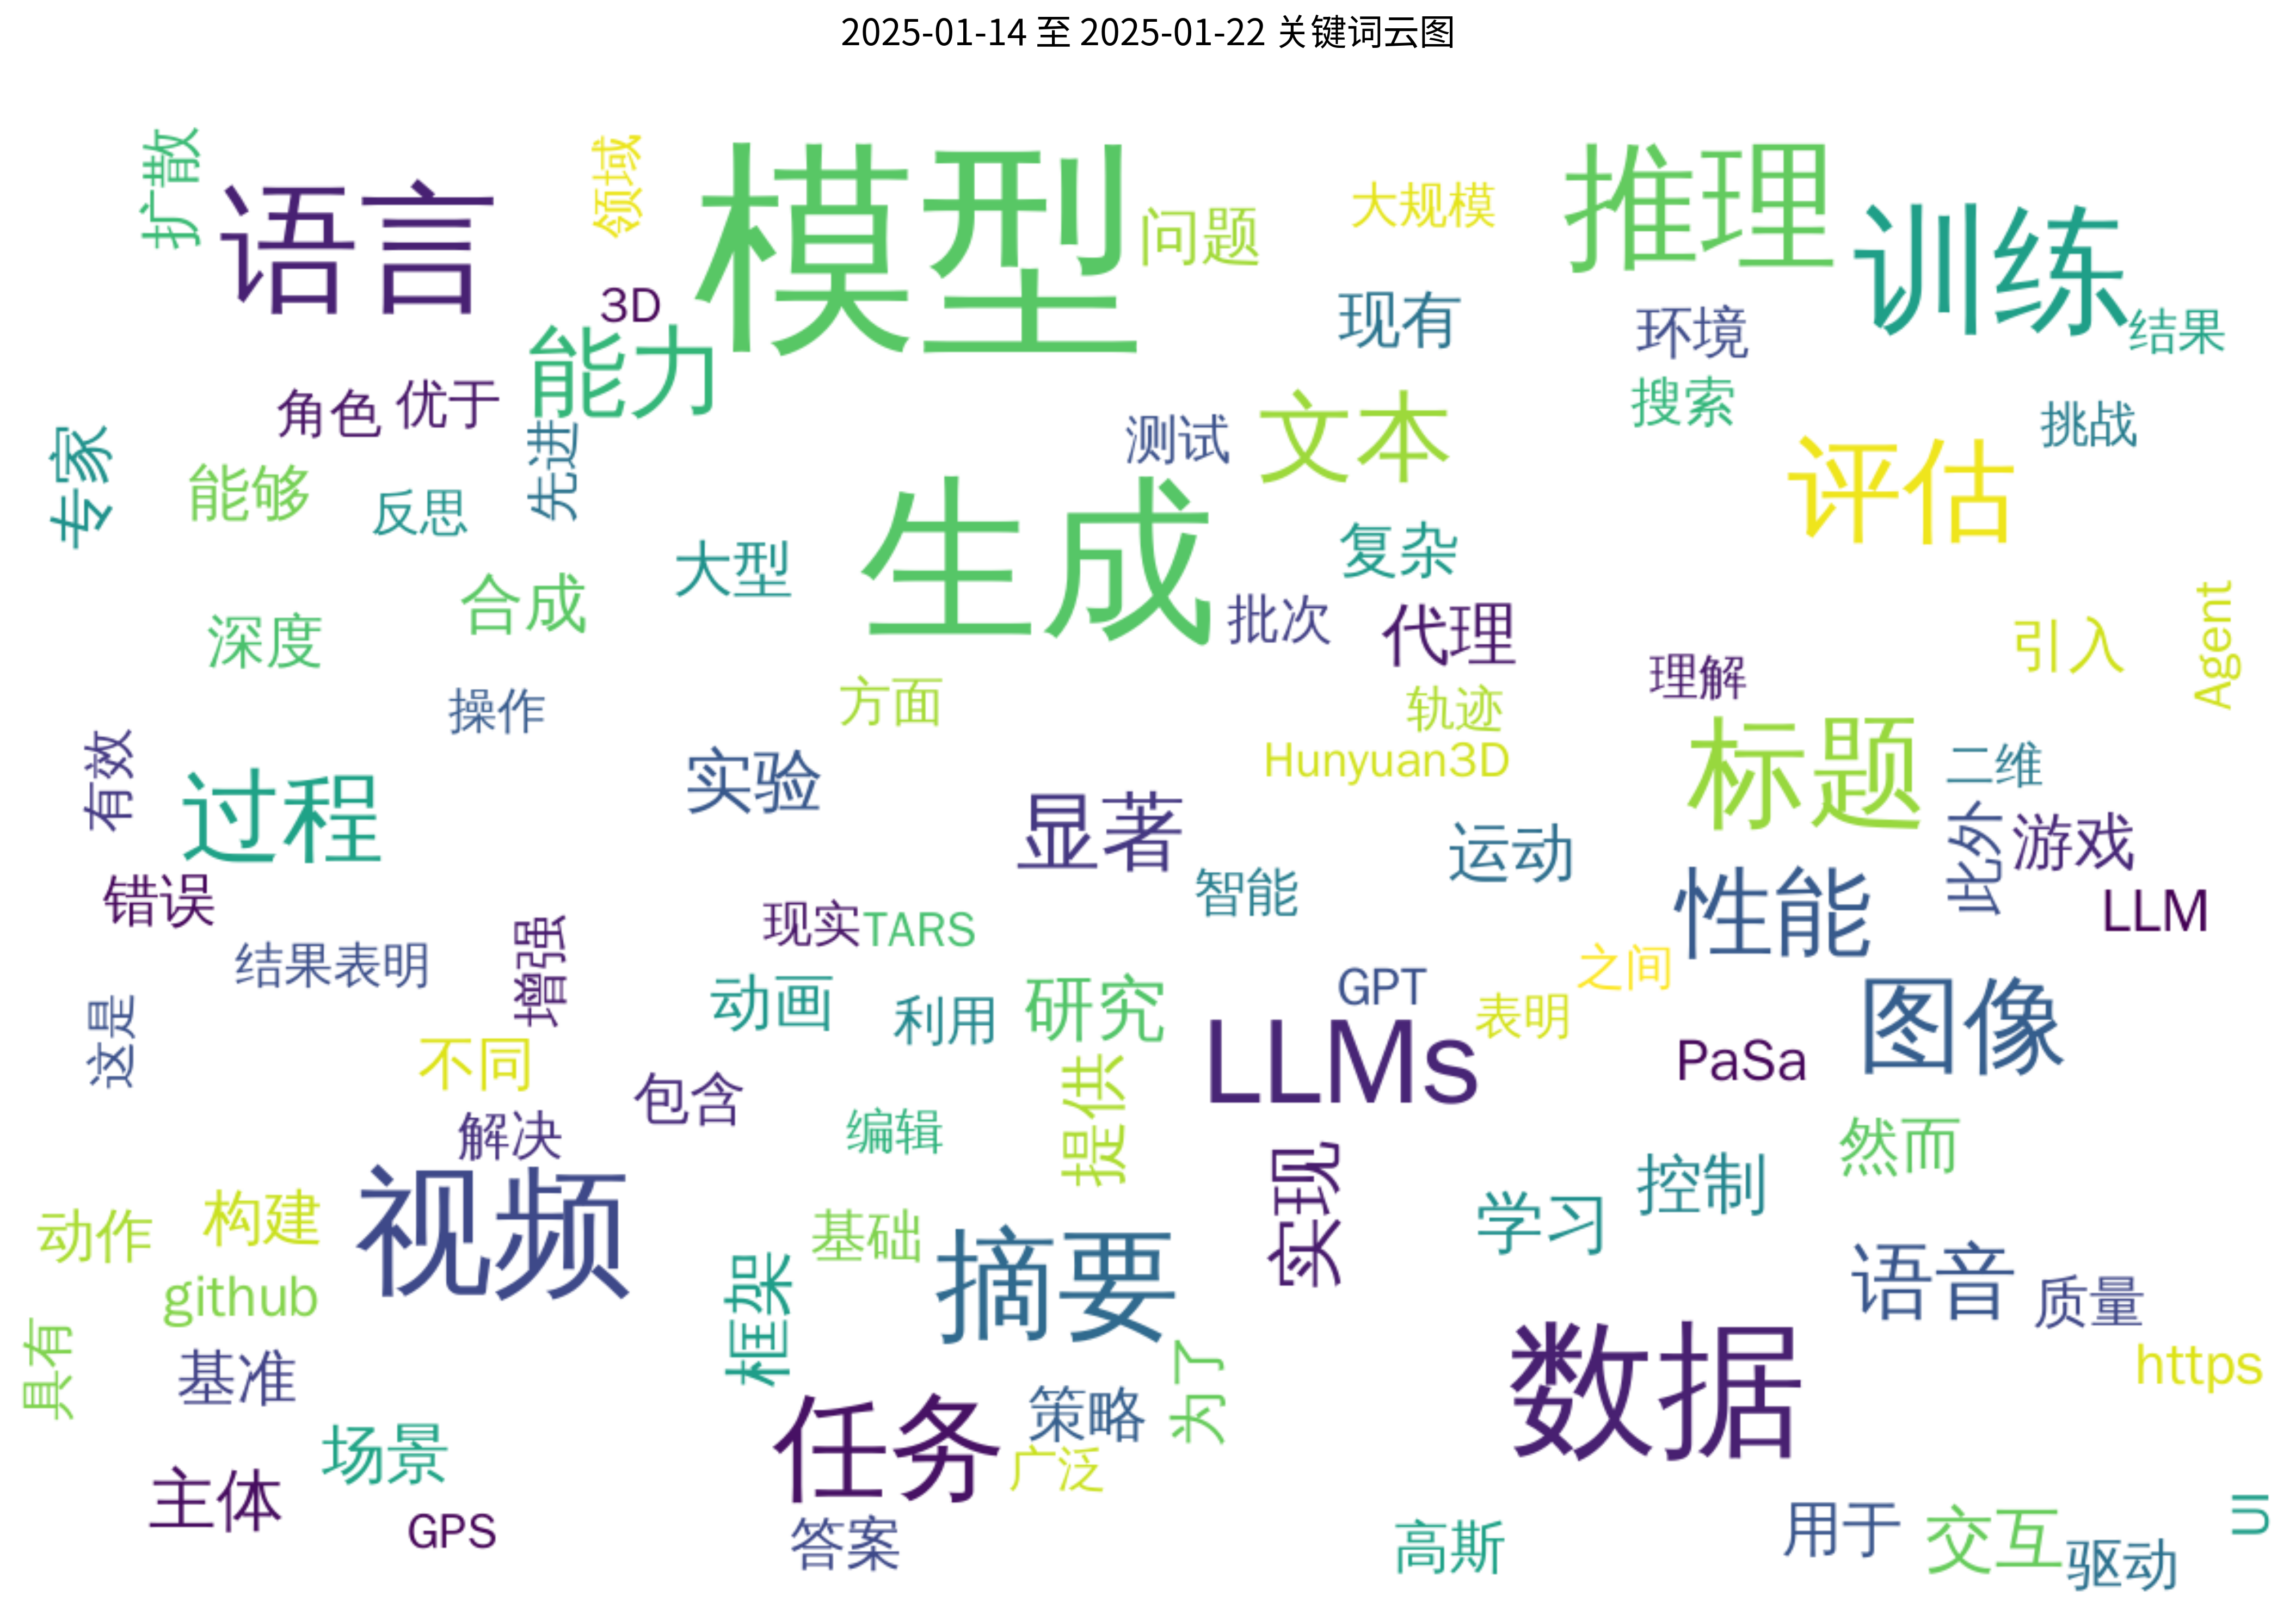 2025-01-14 至 2025-01-22 关键词云图
扩散
语言
领域
3D
模型
问题
大规模
推理
训练
现有
环境
结果
能力
角色
优于
先进
测试
文本
搜索
挑战
专家
能够
反思
评估
大型
生成
复杂
合成
深度
批次
代理
理解
引入
Agent
操作
方面
轨迹
Hunyuan3D
标题
二维
有效
过程
实验
显著
运动
此外
游戏
智能
性能
LLM
错误
现实
TARS
结果表明
增强
之间
这是
动画
利用
研究
GPT
表明
图像
不同
LLMs
PaSa
包含
解决
编辑
提供
然而
视频
实现
控制
动作
构建
基础
摘要
学习
github
框架
语音
质量
具有
基准
为了
数据
https
任务
策略
场景
广泛
主体
GPS
答案
高斯
用于
交互
驱动
UI